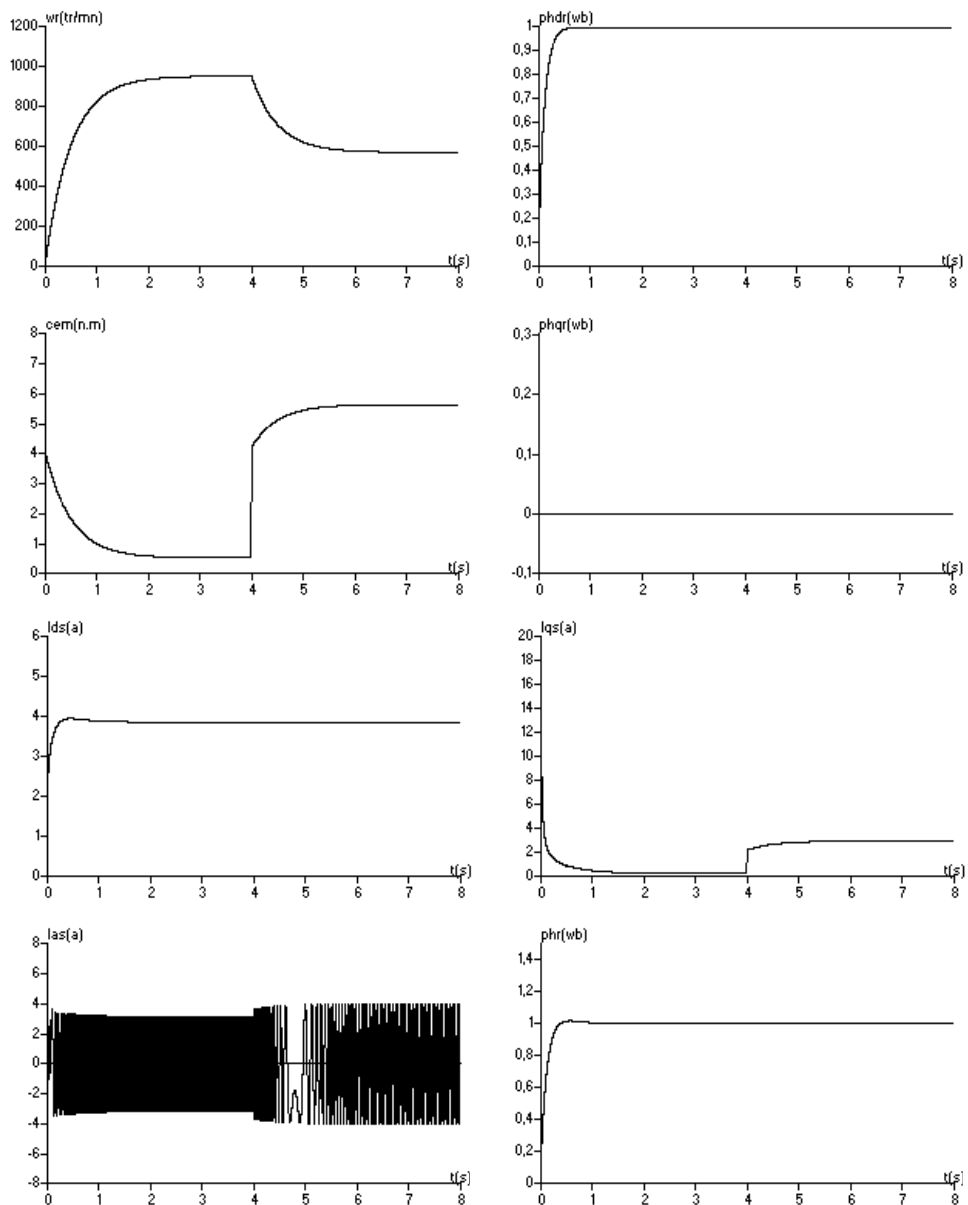 wr(tr/mn)
1200
1000
800
600
400
200
0
0 1 2 3 4 5 6 7 8
t(s)
phdr(wb)
1
0,9
0,8
0,7
0,6
0,5
0,4
0,3
0,2
0,1
0
0 1 2 3 4 5 6 7 8
t(s)
cem(n.m)
8
7
6
5
4
3
2
1
0
0 1 2 3 4 5 6 7 8
t(s)
phqr(wb)
0,3
0,2
0,1
0
-0,1
0 1 2 3 4 5 6 7 8
t(s)
Ids(a)
6
5
4
3
2
1
0
0 1 2 3 4 5 6 7 8
t(s)
Iqs(a)
20
18
16
14
12
10
8
6
4
2
0
0 1 2 3 4 5 6 7 8
t(s)
Ias(a)
8
6
4
2
0
-2
-4
-6
-8
0 1 2 3 4 5 6 7 8
t(s)
phr(wb)
1,4
1,2
1
0,8
0,6
0,4
0,2
0
0 1 2 3 4 5 6 7 8
t(s)